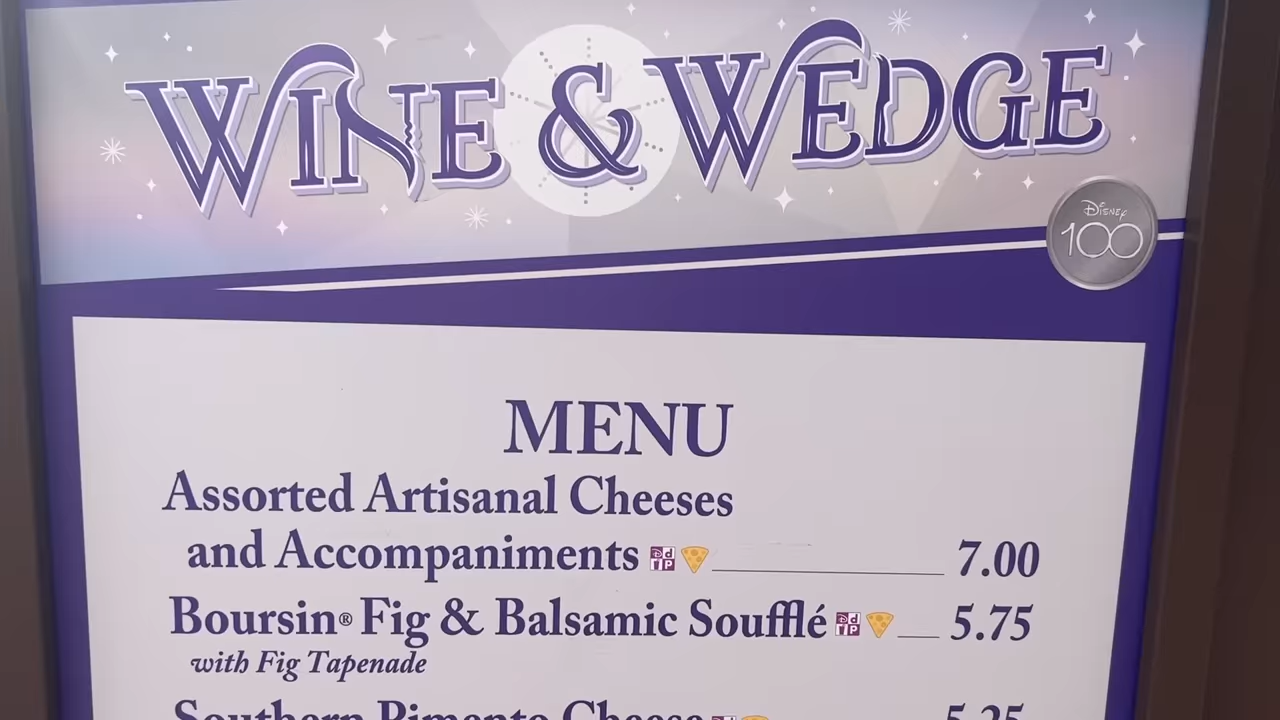 WINE & WEDGE
Disney
100
MENU
Assorted Artisanal Cheeses
and Accompaniments 7.00
Boursin® Fig & Balsamic Soufflé 5.75
with Fig Tapenade
Southern Pimento Cheese 5.25